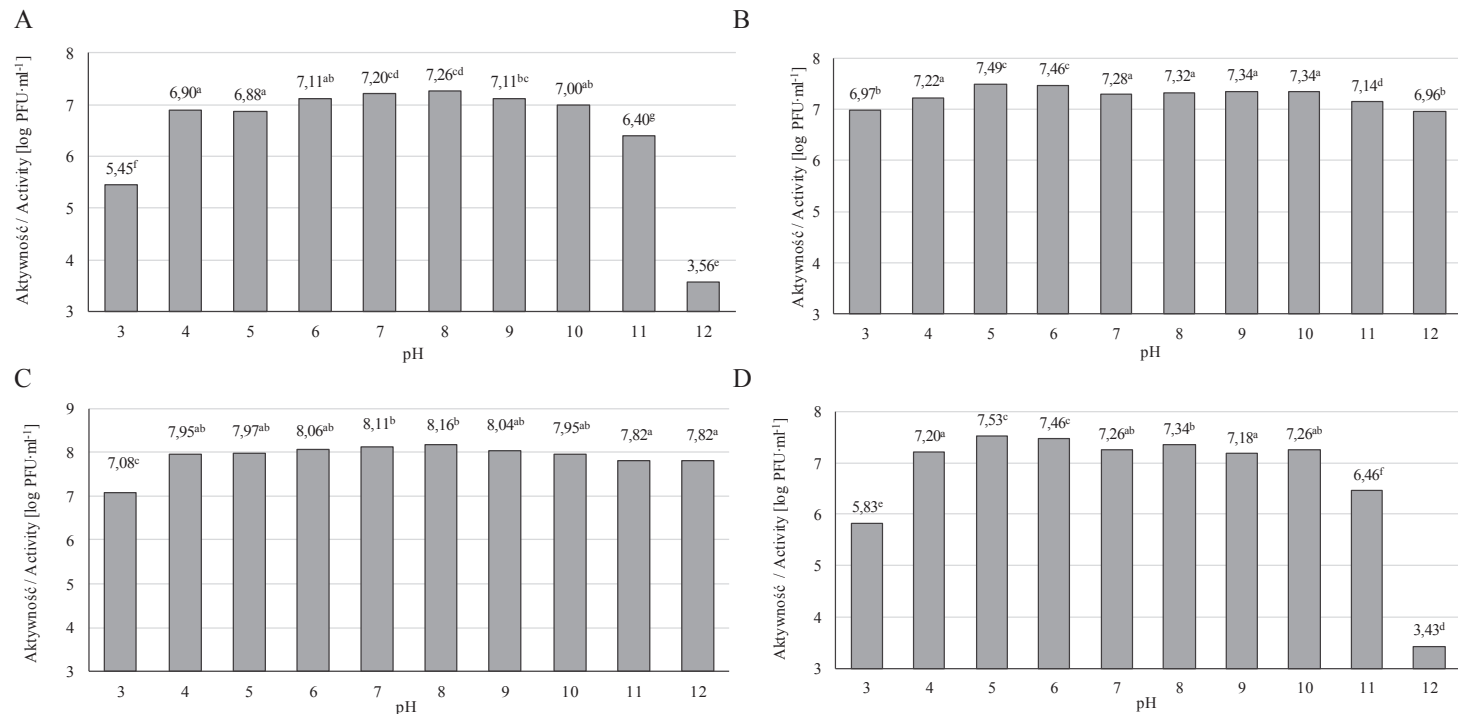 A
Aktywność / Activity [log PFU·ml-1]
8
7
6
5
4
3
5,45f
6,90a
6,88a
7,11ab
7,20cd
7,26cd
7,11bc
7,00ab
6,40g
3,56e
3 4 5 6 7 8 9 10 11 12
pH
B
Aktywność / Activity [log PFU·ml-1]
8
7
6
5
4
3
6,97b
7,22a
7,49c
7,46c
7,28a
7,32a
7,34a
7,34a
7,14d
6,96b
3 4 5 6 7 8 9 10 11 12
pH
C
Aktywność / Activity [log PFU·ml-1]
9
8
7
6
5
4
3
7,08c
7,95ab
7,97ab
8,06ab
8,11b
8,16b
8,04ab
7,95ab
7,82a
7,82a
3 4 5 6 7 8 9 10 11 12
pH
D
Aktywność / Activity [log PFU·ml-1]
8
7
6
5
4
3
5,83e
7,20a
7,53c
7,46c
7,26ab
7,34b
7,18a
7,26ab
6,46f
3,43d
3 4 5 6 7 8 9 10 11 12
pH